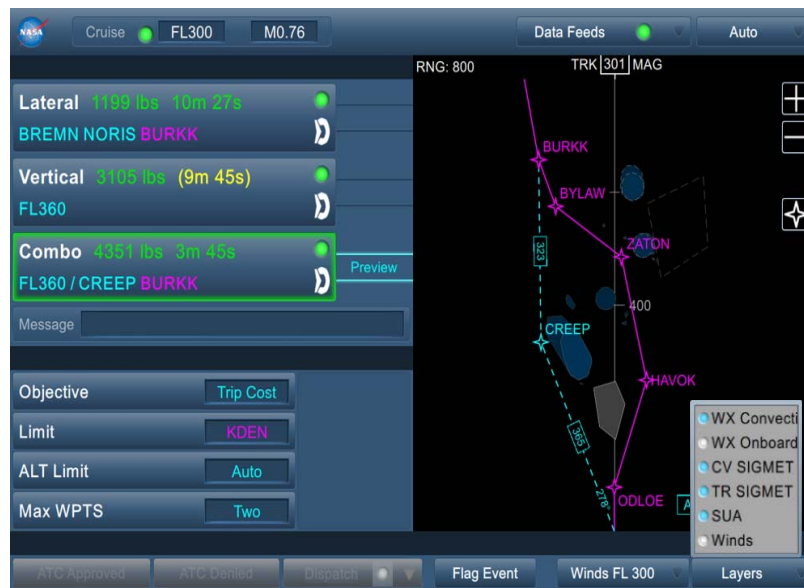 NASA
Cruise FL300 M0.76
Data Feeds
Auto
RNG: 800
TRK 301 MAG
Lateral 1199 lbs 10m 27s
BREMN NORIS BURKK
Vertical 3105 lbs (9m 45s)
FL360
Combo 4351 lbs 3m 45s
FL360 / CREEP BURKK
Preview
Message
Objective Trip Cost
Limit KDEN
ALT Limit Auto
Max WPTS Two
BURKK
BYLAW
ZATON
323
400
CREEP
HAVOK
365
278°
ODLOE
A
WX Convecti
WX Onboard
CV SIGMET
TR SIGMET
SUA
Winds
ATC Approved
ATC Denied
Dispatch
Flag Event
Winds FL 300
Layers